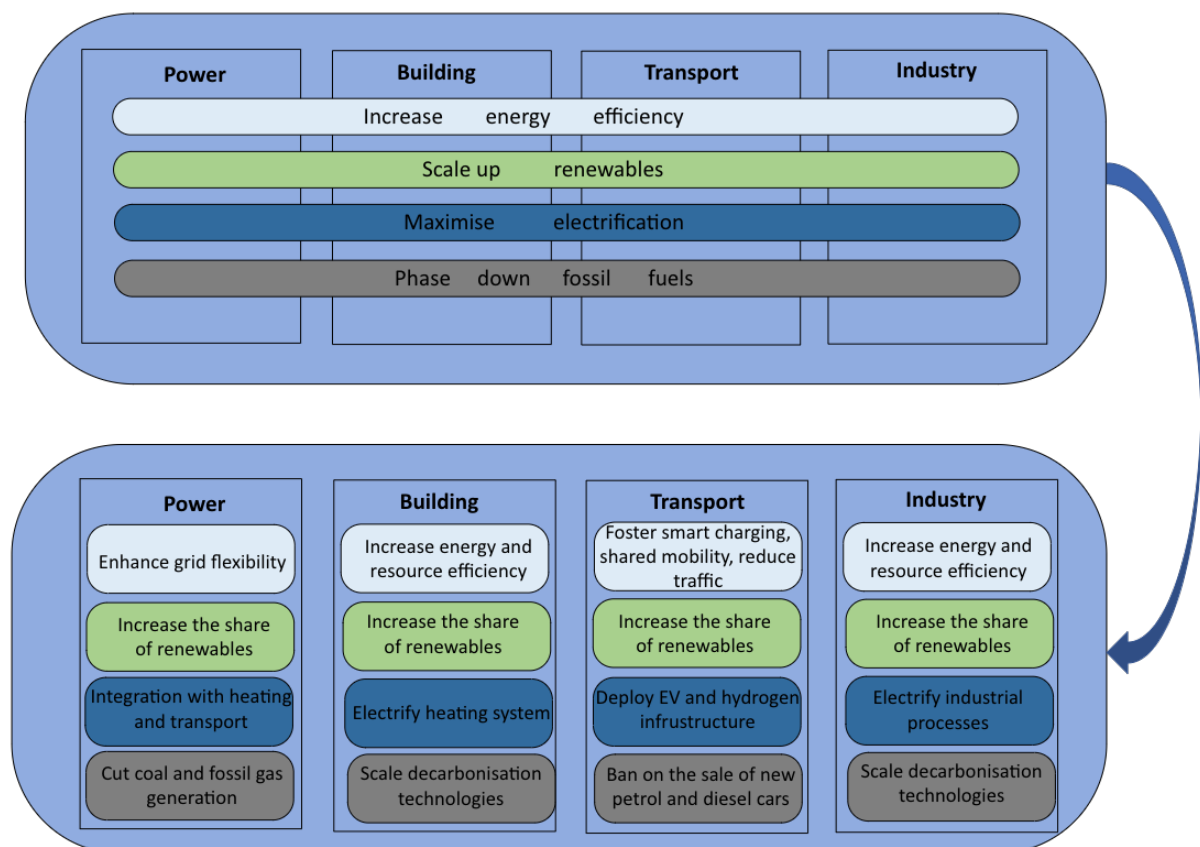 Power
Building
Transport
Industry
Increase energy efficiency
Scale up renewables
Maximise electrification
Phase down fossil fuels
Power
Enhance grid flexibility
Increase the share
of renewables
Integration with heating
and transport
Cut coal and fossil gas
generation
Building
Increase energy and
resource efficiency
Increase the share
of renewables
Electrify heating system
Scale decarbonisation
technologies
Transport
Foster smart charging,
shared mobility, reduce
traffic
Increase the share
of renewables
Deploy EV and hydrogen
infrustructure
Ban on the sale of new
petrol and diesel cars
Industry
Increase energy and
resource efficiency
Increase the share
of renewables
Electrify industrial
processes
Scale decarbonisation
technologies